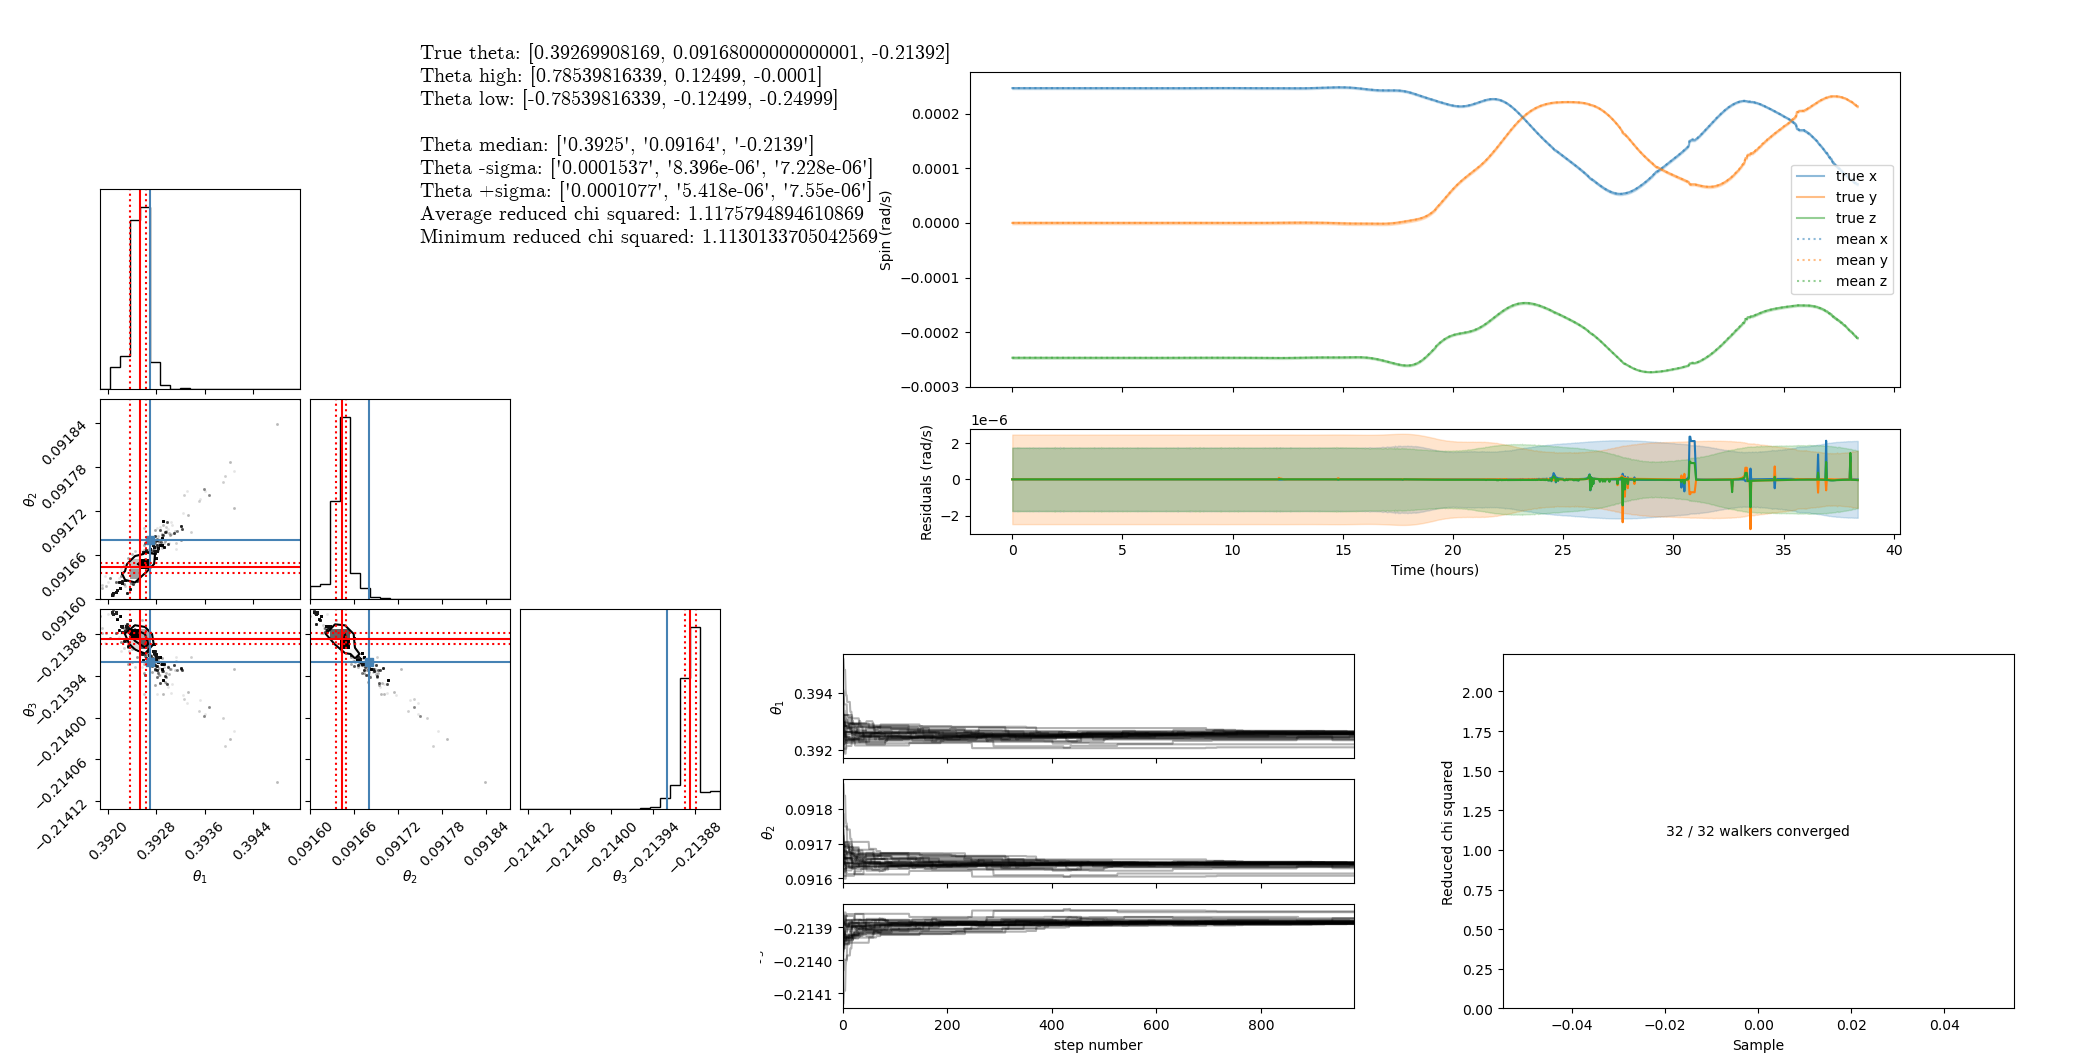 True theta: [0.39269908169, 0.09168000000000001, -0.21392]
Theta high: [0.78539816339, 0.12499, -0.0001]
Theta low: [-0.78539816339, -0.12499, -0.24999]
Theta median: ['0.3925', '0.09164', '-0.2139']
Theta -sigma: ['0.0001537', '8.396e-06', '7.228e-06']
Theta +sigma: ['0.0001077', '5.418e-06', '7.55e-06']
Average reduced chi squared: 1.1175794894610869
Minimum reduced chi squared: 1.1130133705042569
Spin (rad/s)
0.0002
0.0001
0.0000
−0.0001
−0.0002
−0.0003
true x
true y
true z
mean x
mean y
mean z
1e−6
Residuals (rad/s)
2
0
−2
0 5 10 15 20 25 30 35 40
Time (hours)
θ2
0.09184
0.09178
0.09172
0.09166
0.09160
θ3
−0.21388
−0.21394
−0.21400
−0.21406
−0.21412
0.3920 0.3928 0.3936 0.3944
θ1
0.09160 0.09166 0.09172 0.09178 0.09184
θ2
−0.21412 −0.21406 −0.21400 −0.21394 −0.21388
θ3
θ1
0.394
0.392
θ2
0.0918
0.0917
0.0916
−0.2139
−0.2140
−0.2141
0 200 400 600 800
step number
Reduced chi squared
2.00
1.75
1.50
1.25
1.00
0.75
0.50
0.25
0.00
32 / 32 walkers converged
−0.04 −0.02 0.00 0.02 0.04
Sample